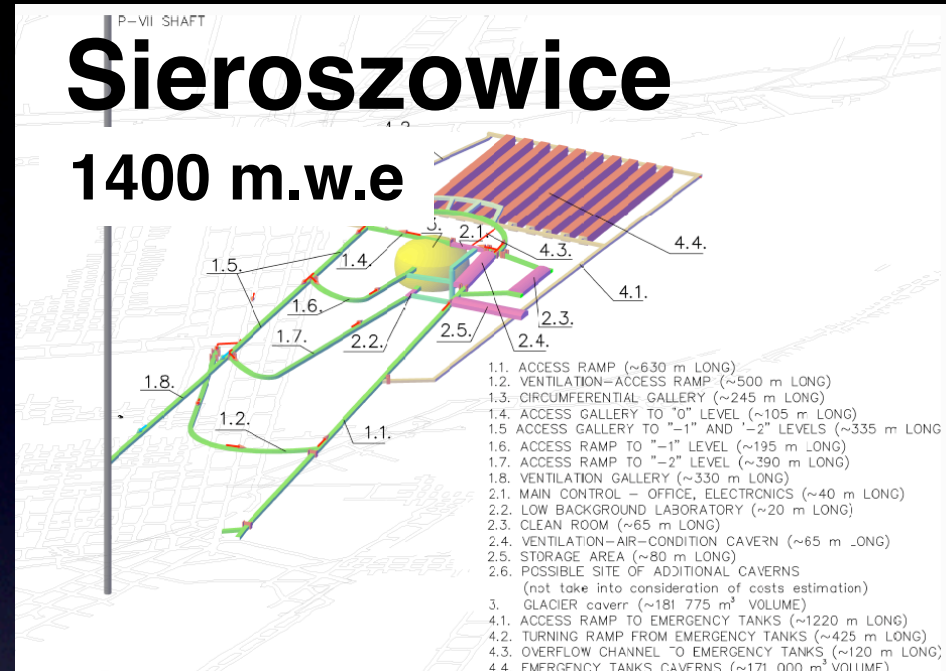 P-VII SHAFT
Sieroszowice
1400 m.w.e
3.
2.1.
4.3.
4.4.
1.5.
1.4.
4.1.
1.6.
2.3.
1.7.
2.2.
2.5.
2.4.
1.8.
1.2.
1.1.
1.1. ACCESS RAMP (~630 m LONG)
1.2. VENTILATION-ACCESS RAMP (~500 m LONG)
1.3. CIRCUMFERENTIAL GALLERY (~245 m LONG)
1.4. ACCESS GALLERY TO "0" LEVEL (~105 m LONG)
1.5 ACCESS GALLERY TO "-1" AND '-2" LEVELS (~335 m LONG
1.6. ACCESS RAMP TO "-1" LEVEL (~195 m LONG)
1.7. ACCESS RAMP TO "-2" LEVEL (~390 m LONG)
1.8. VENTILATION GALLERY (~330 m LONG)
2.1. MAIN CONTROL - OFFICE, ELECTRONICS (~40 m LONG)
2.2. LOW BACKGROUND LABORATORY (~20 m LONG)
2.3. CLEAN ROOM (~65 m LONG)
2.4. VENTILATION-AIR-CONDITION CAVERN (~65 m LONG)
2.5. STORAGE AREA (~80 m LONG)
2.6. POSSIBLE SITE OF ADDITIONAL CAVERNS
(not take into consideration of costs estimation)
3. GLACIER cavern (~181 775 m³ VOLUME)
4.1. ACCESS RAMP TO EMERGENCY TANKS (~1220 m LONG)
4.2. TURNING RAMP FROM EMERGENCY TANKS (~425 m LONG)
4.3. OVERFLOW CHANNEL TO EMERGENCY TANKS (~120 m LONG)
4.4. EMERGENCY TANKS CAVERNS (~171 000 m³ VOLUME)